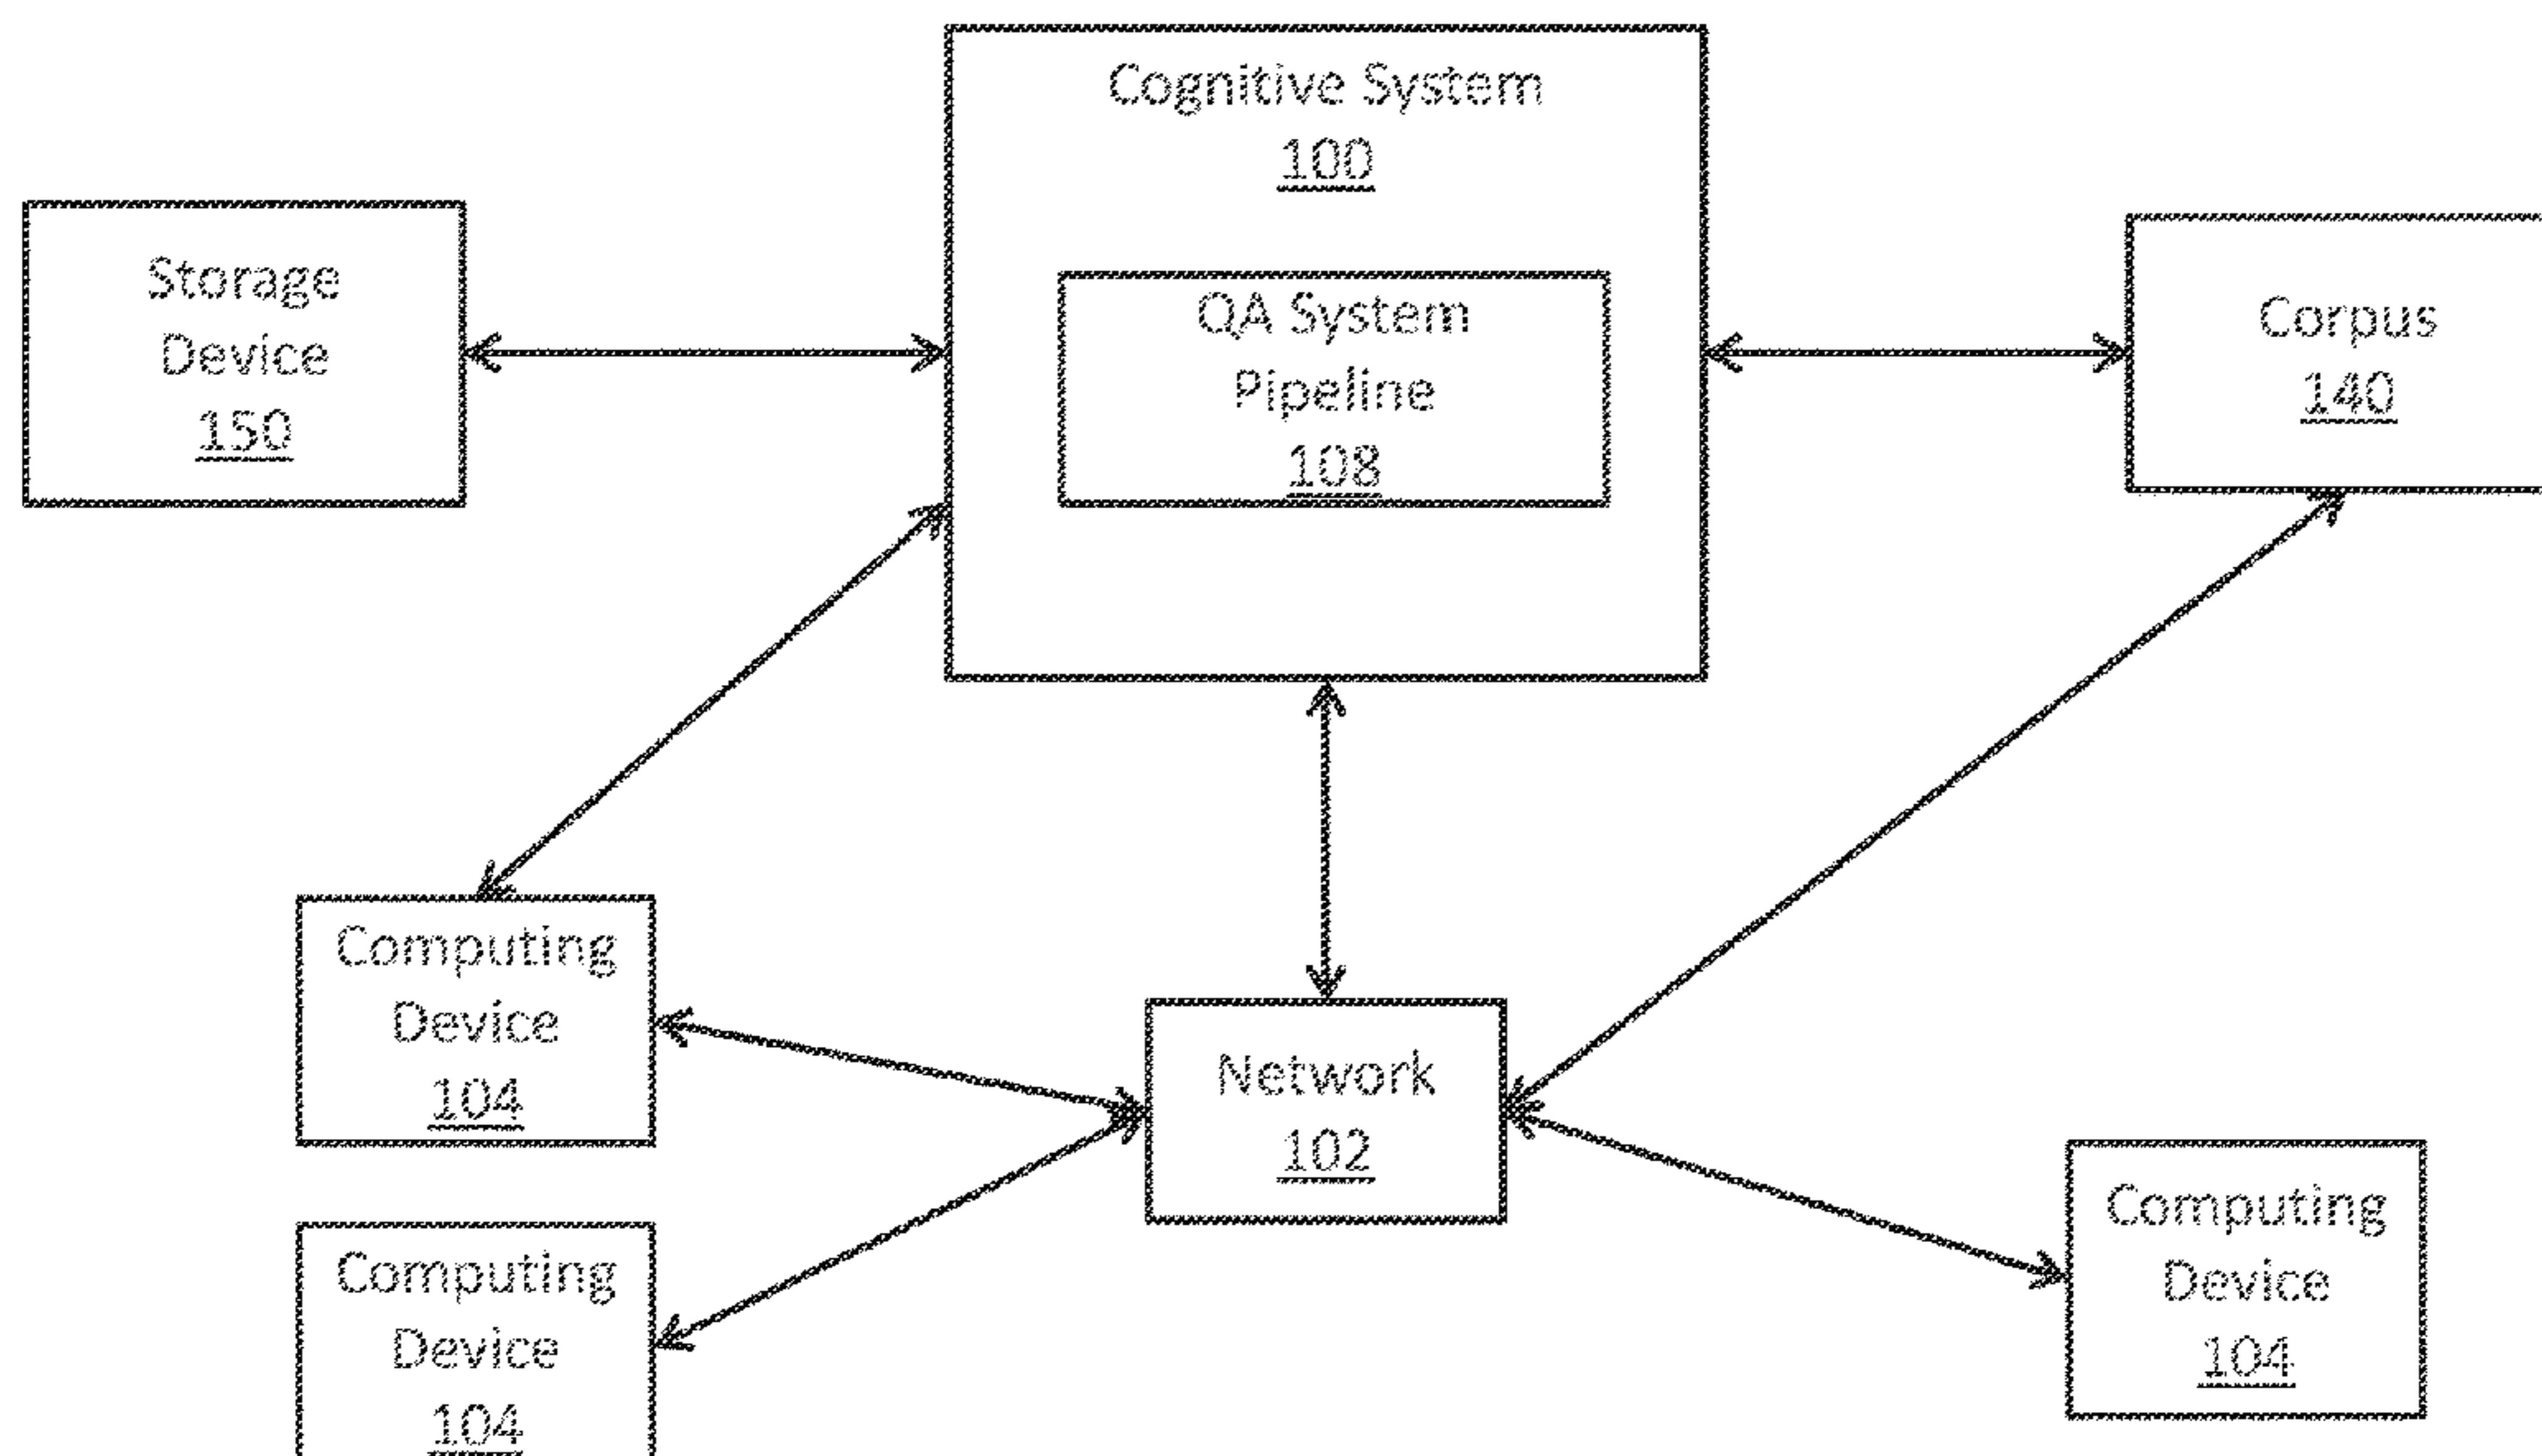 Cognitive System
100
Storage
Device
150
QA System
Pipeline
108
Corpus
140
Computing
Device
104
Network
102
Computing
Device
104
Computing
Device
104